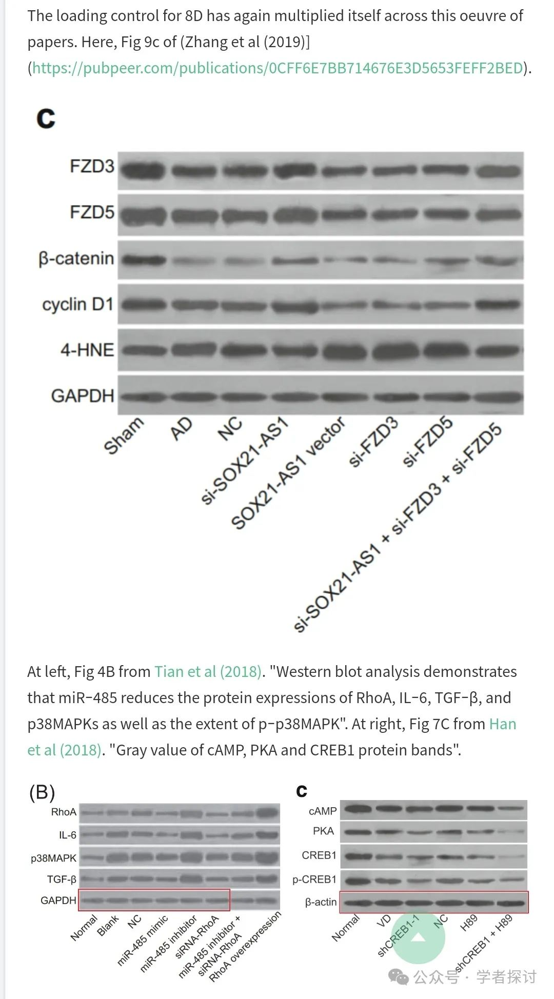 The loading control for 8D has again multiplied itself across this oeuvre of
papers. Here, Fig 9c of (Zhang et al (2019)]
(https://pubpeer.com/publications/0CFF6E7BB714676E3D5653FEFF2BED).
c
FZD3
FZD5
β-catenin
cyclin D1
4-HNE
GAPDH
Sham
AD
NC
si-SOX21-AS1
SOX21-AS1 vector
si-FZD3
si-FZD5
si-SOX21-AS1 + si-FZD3 + si-FZD5
At left, Fig 4B from Tian et al (2018). "Western blot analysis demonstrates
that miR-485 reduces the protein expressions of RhoA, IL-6, TGF-β, and
p38MAPKs as well as the extent of p-p38MAPK". At right, Fig 7C from Han
et al (2018). "Gray value of cAMP, PKA and CREB1 protein bands".
(B)
RhoA
IL-6
p38MAPK
TGF-β
GAPDH
Normal
Blank
NC
miR-485 mimic
miR-485 inhibitor
siRNA-RhoA
miR-485 inhibitor +
siRNA-RhoA
RhoA overexpression
c
cAMP
PKA
CREB1
p-CREB1
β-actin
Normal
VD
shCREB1-1
NC
H89
shCREB1 + H89
公众号 · 学者探讨